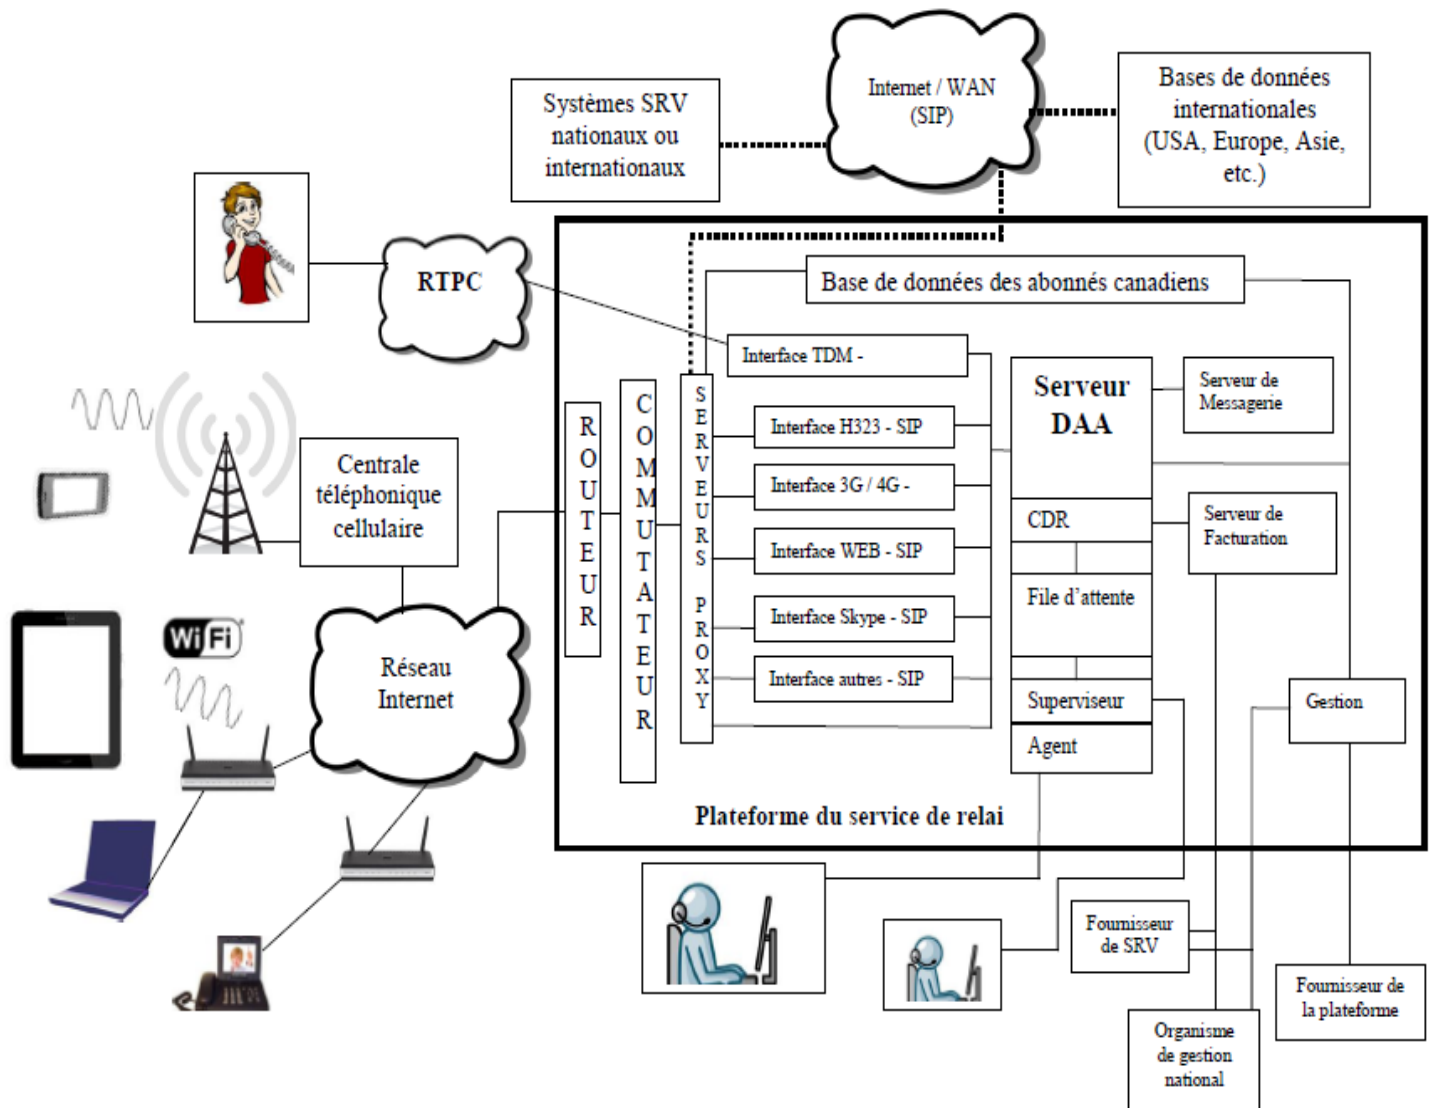 Internet / WAN
(SIP)
Systèmes SRV
nationaux ou
internationaux
Bases de données
internationales
(USA, Europe, Asie,
etc.)
RTPC
Base de données des abonnés canadiens
Interface TDM -
Serveur
DAA
Serveur de
Messagerie
ROUTEUR
COMMUTATEUR
SERVEURS PROXY
Interface H323 - SIP
Interface 3G / 4G -
Interface WEB - SIP
Interface Skype - SIP
Interface autres - SIP
Centrale
téléphonique
cellulaire
CDR
Serveur de
Facturation
File d'attente
WiFi
Réseau
Internet
Superviseur
Gestion
Agent
Plateforme du service de relai
Fournisseur
de SRV
Fournisseur de
la plateforme
Organisme
de gestion
national